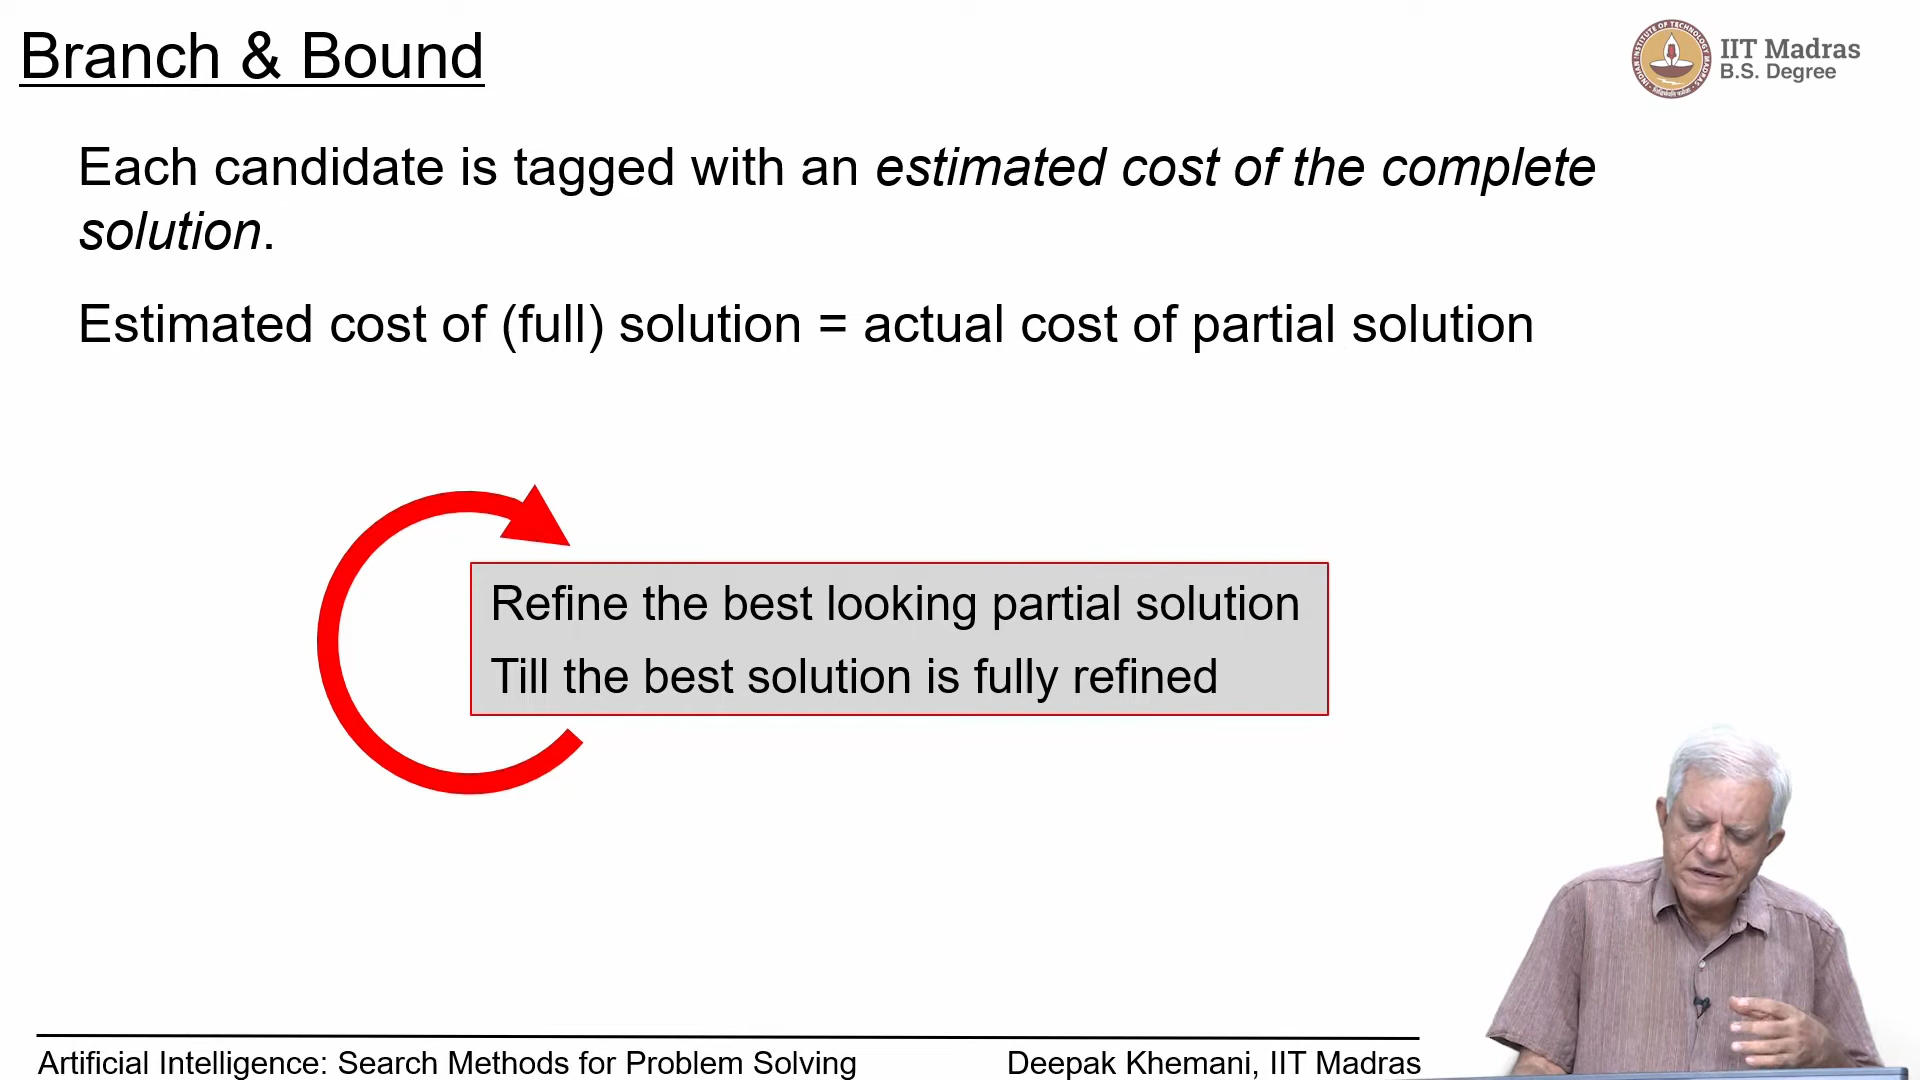 Branch & Bound
IIT Madras
B.S. Degree
Each candidate is tagged with an estimated cost of the complete
solution.
Estimated cost of (full) solution = actual cost of partial solution
Refine the best looking partial solution
Till the best solution is fully refined
Artificial Intelligence: Search Methods for Problem Solving
Deepak Khemani, IIT Madras